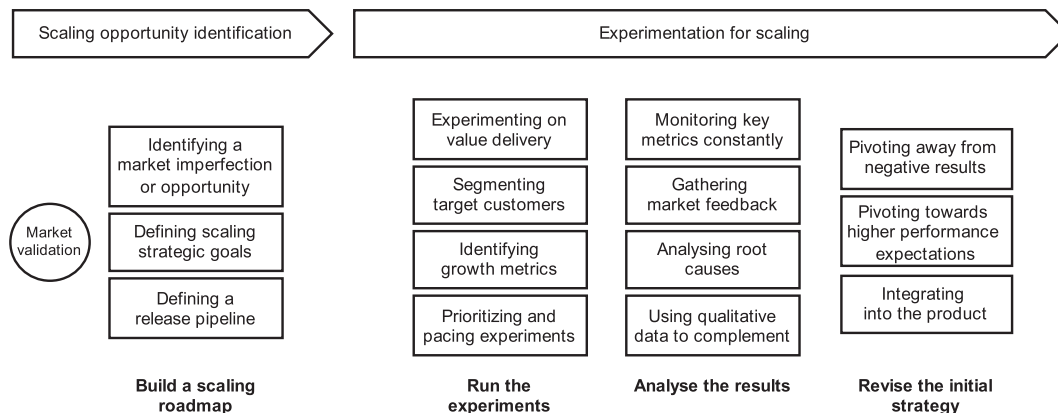 Scaling opportunity identification
Experimentation for scaling
Market
validation
Identifying a
market imperfection
or opportunity
Defining scaling
strategic goals
Defining a
release pipeline
Build a scaling
roadmap
Experimenting on
value delivery
Segmenting
target customers
Identifying
growth metrics
Prioritizing and
pacing experiments
Run the
experiments
Monitoring key
metrics constantly
Gathering
market feedback
Analysing root
causes
Using qualitative
data to complement
Analyse the results
Pivoting away from
negative results
Pivoting towards
higher performance
expectations
Integrating
into the product
Revise the initial
strategy